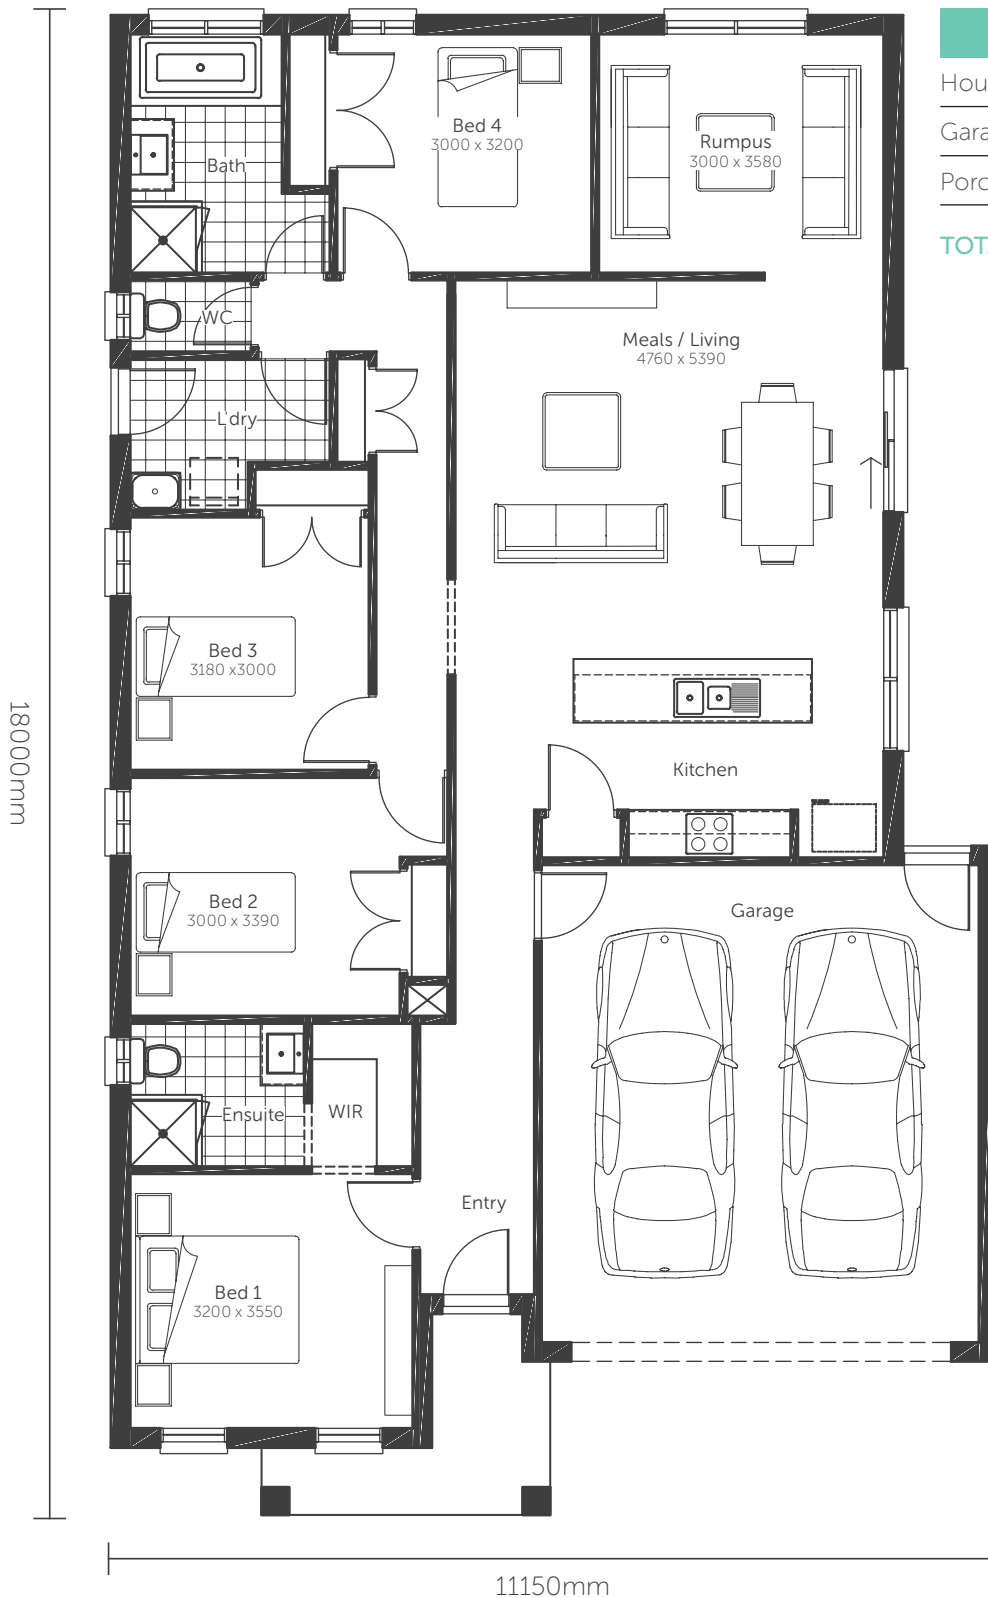 Bed 4
3000 x 3200
Rumpus
3000 x 3580
Bath
WC
Meals / Living
4760 x 5390
L'dry
Bed 3
3180 x3000
Kitchen
Bed 2
3000 x 3390
Garage
Ensuite
WIR
Entry
Bed 1
3200 x 3550
18000mm
11150mm
Hou
Gara
Porc